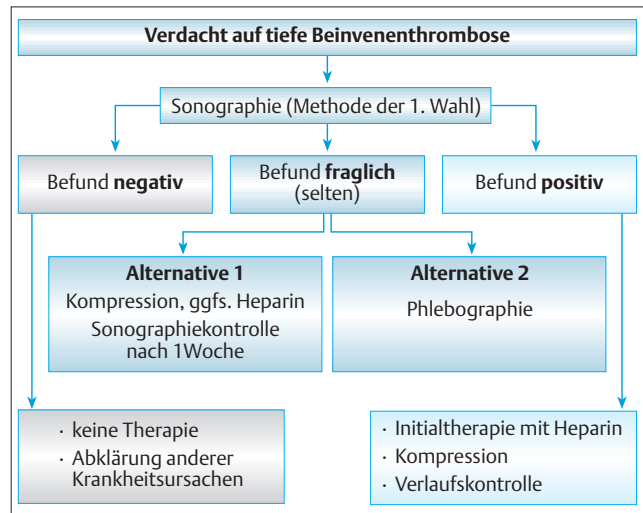 Verdacht auf tiefe Beinvenenthrombose
Sonographie (Methode der 1. Wahl)
Befund negativ
Befund fraglich
(selten)
Befund positiv
Alternative 1
Kompression, ggfs. Heparin
Sonographiekontrolle
nach 1Woche
Alternative 2
Phlebographie
· keine Therapie
· Abklärung anderer
Krankheitsursachen
· Initialtherapie mit Heparin
· Kompression
· Verlaufskontrolle